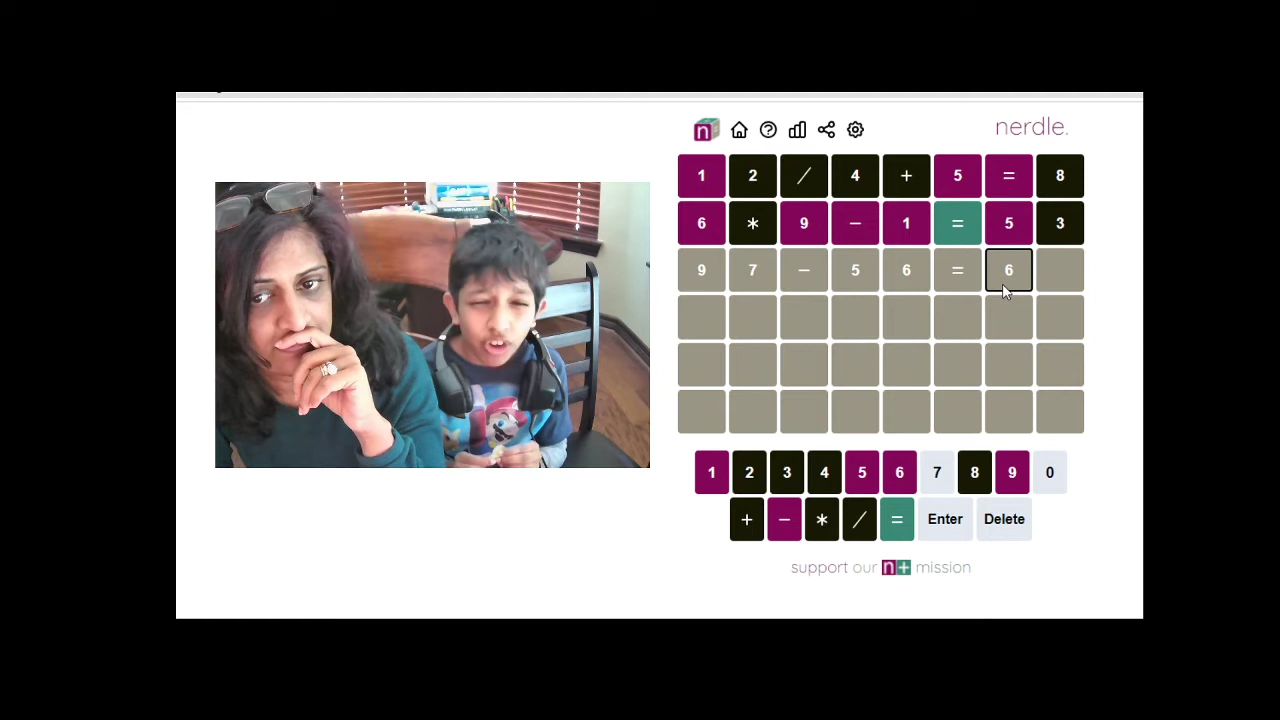 n nerdle.
1 2 / 4 + 5 = 8
6 * 9 - 1 = 5 3
9 7 - 5 6 = 6
1 2 3 4 5 6 7 8 9 0
+ - * / = Enter Delete
support our n+ mission